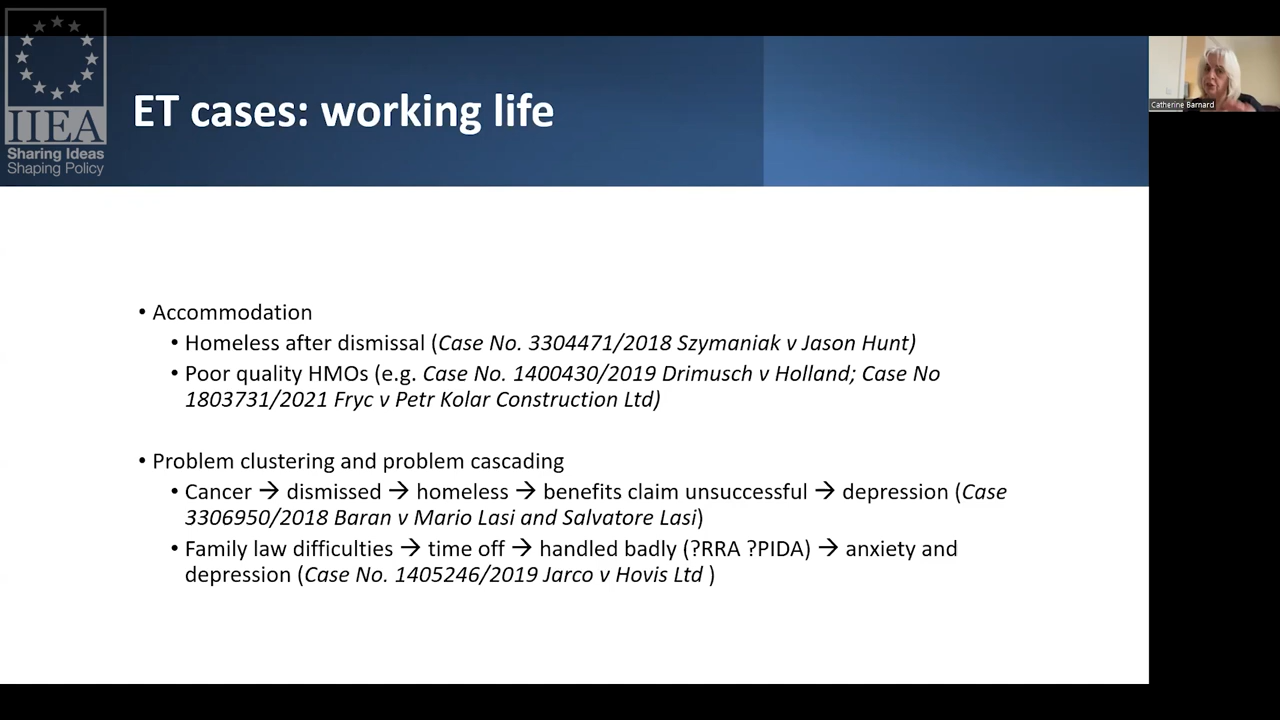 IIEA
Sharing Ideas
Shaping Policy
ET cases: working life
Catherine Barnard
• Accommodation
• Homeless after dismissal (Case No. 3304471/2018 Szymaniak v Jason Hunt)
• Poor quality HMOs (e.g. Case No. 1400430/2019 Drimusch v Holland; Case No
1803731/2021 Fryc v Petr Kolar Construction Ltd)
• Problem clustering and problem cascading
• Cancer → dismissed → homeless → benefits claim unsuccessful → depression (Case
3306950/2018 Baran v Mario Lasi and Salvatore Lasi)
• Family law difficulties → time off → handled badly (?RRA ?PIDA) → anxiety and
depression (Case No. 1405246/2019 Jarco v Hovis Ltd )